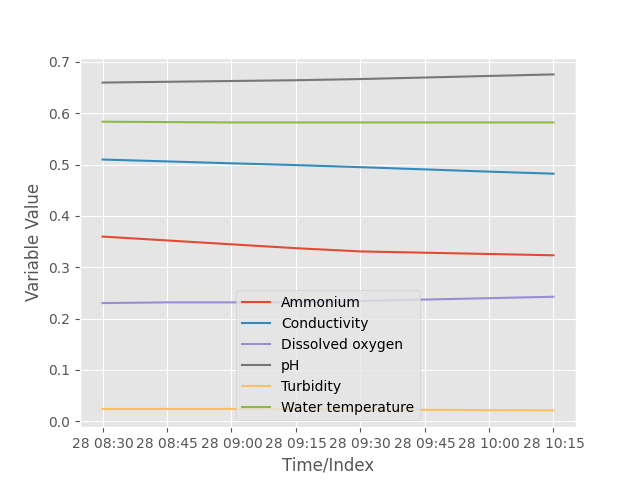 0.7
0.6
0.5
0.4
0.3
0.2
0.1
0.0
Variable Value
Ammonium
Conductivity
Dissolved oxygen
pH
Turbidity
Water temperature
28 08:30 28 08:45 28 09:00 28 09:15 28 09:30 28 09:45 28 10:00 28 10:15
Time/Index